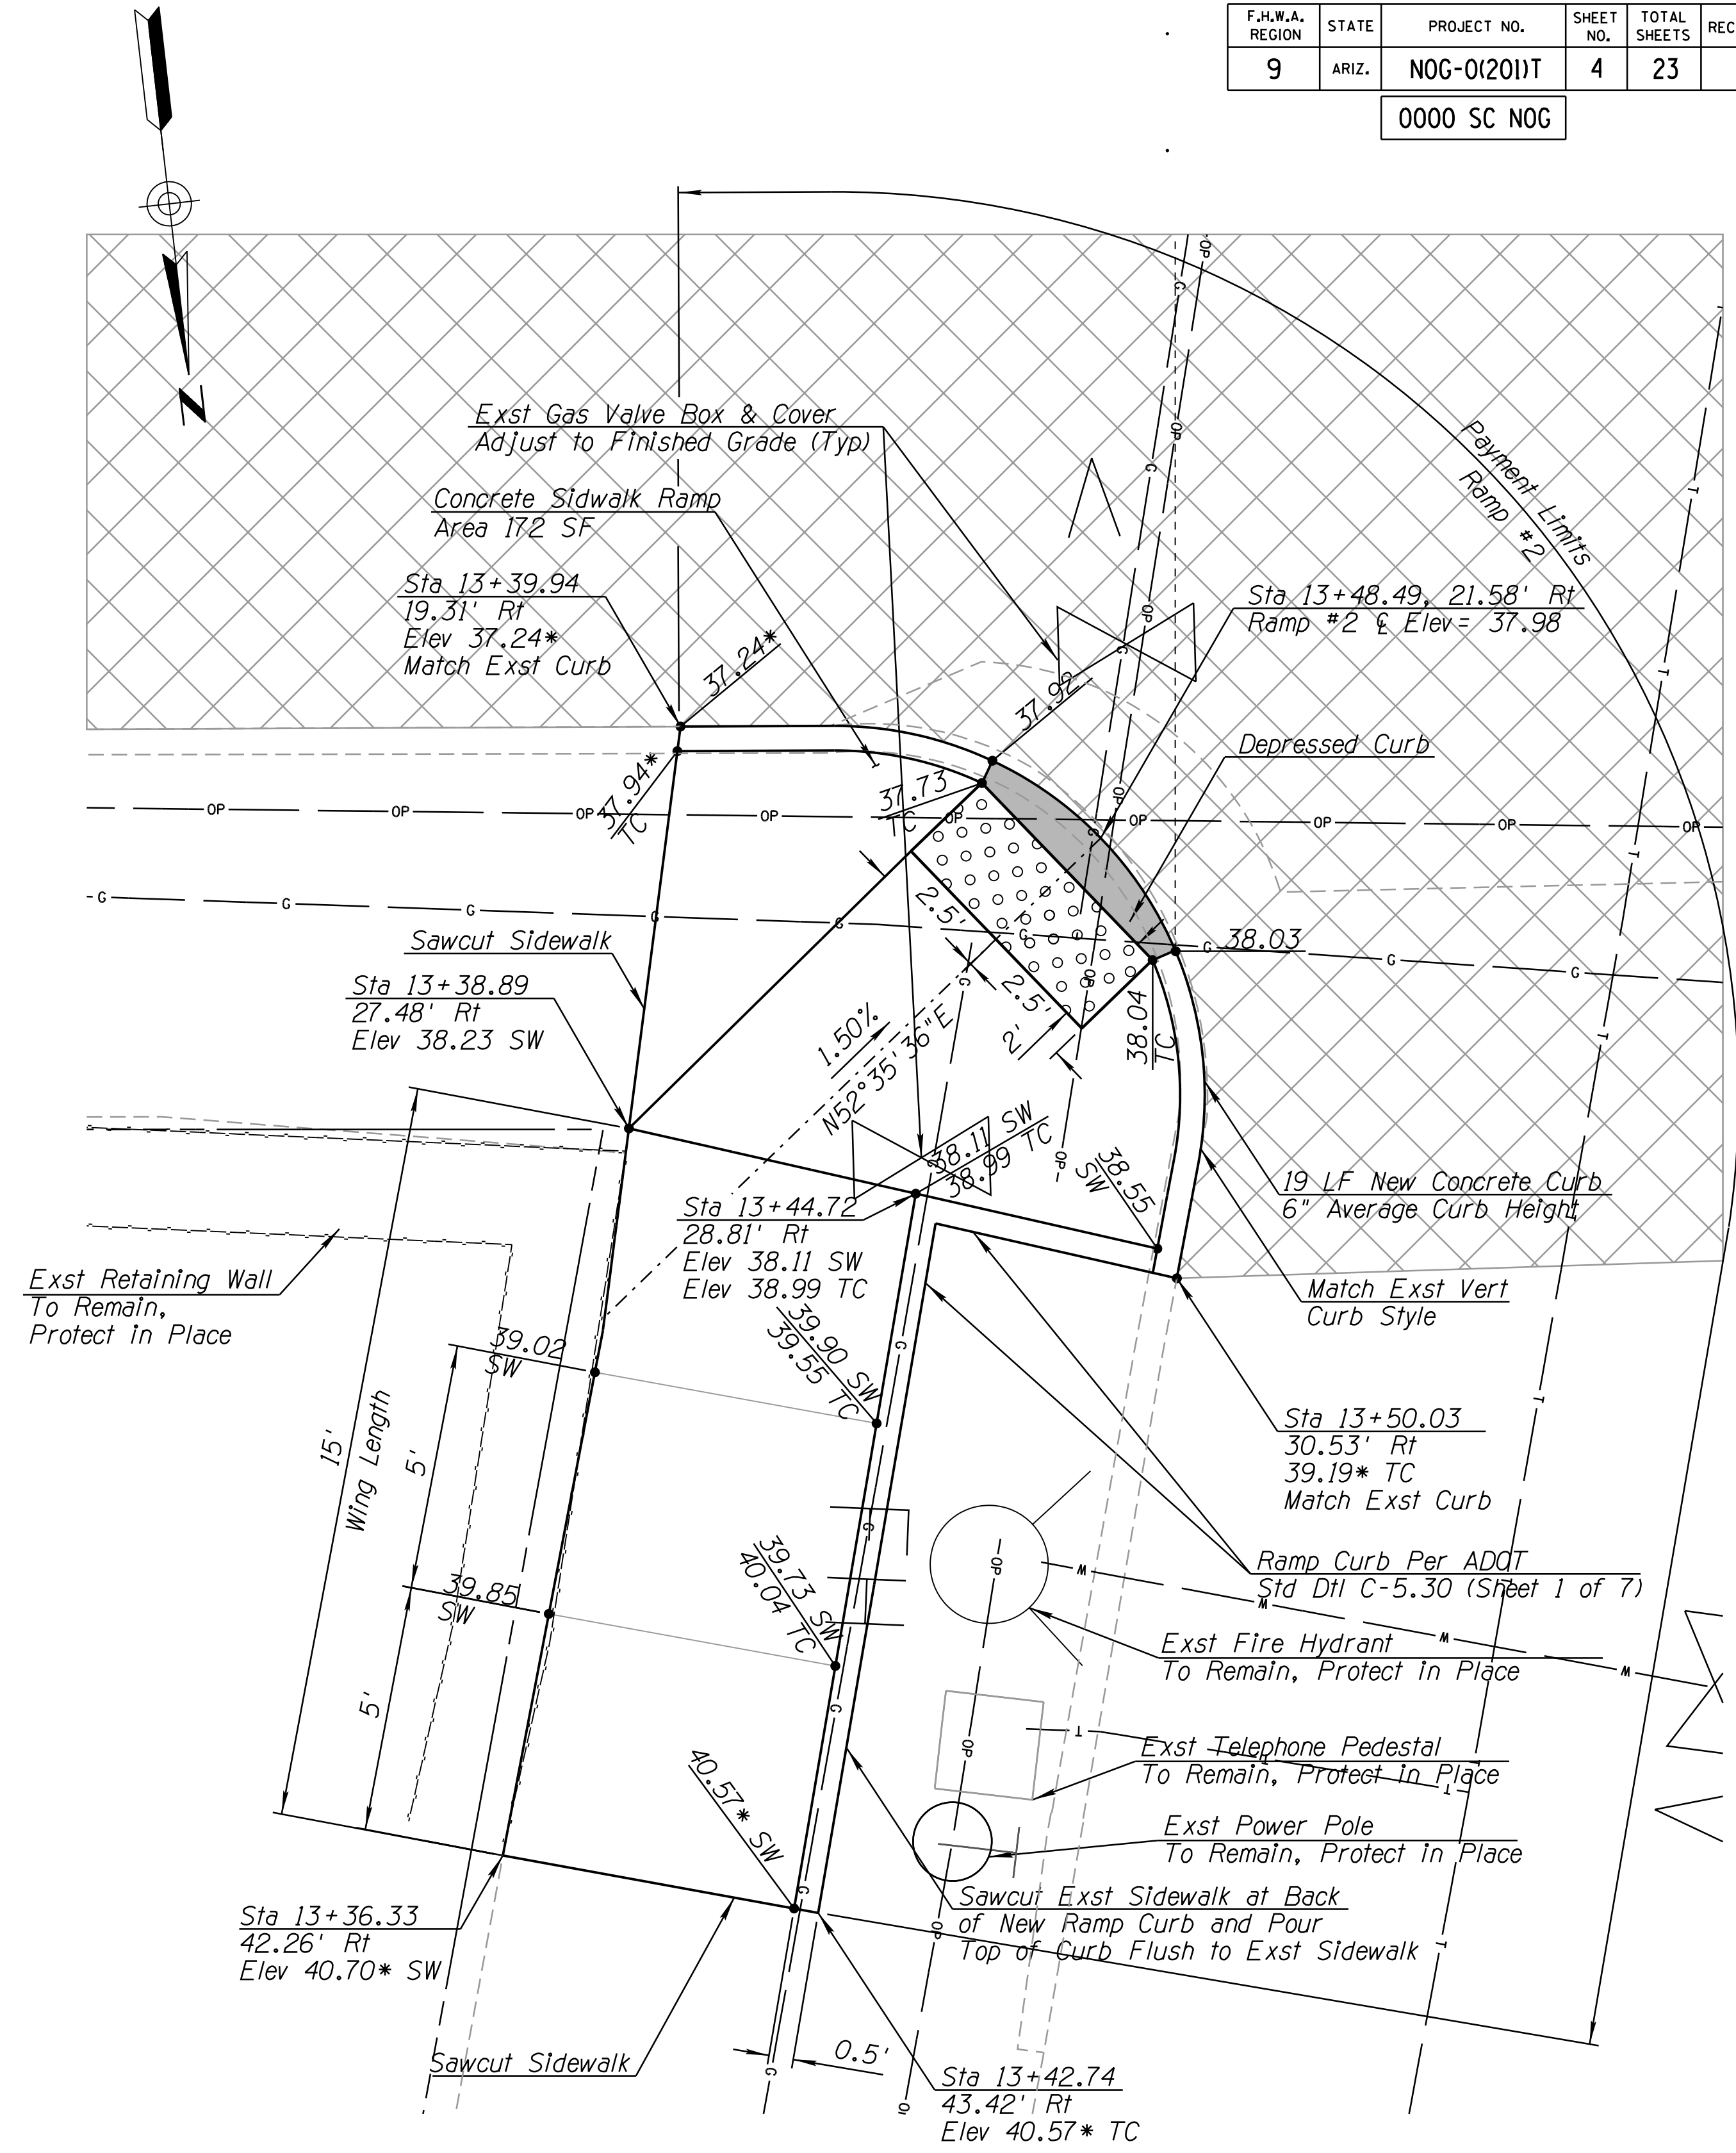 F.H.W.A. REGION
STATE
PROJECT NO.
SHEET NO.
TOTAL SHEETS
REC
9
ARIZ.
NOG-0(201)T
4
23
0000 SC NOG
N
Payment Limits
Ramp #2
Exst Gas Valve Box & Cover
Adjust to Finished Grade (Typ)
Concrete Sidwalk Ramp
Area 172 SF
Sta 13+39.94
19.31' Rt
Elev 37.24*
Match Exst Curb
37.24*
37.92
Sta 13+48.49, 21.58' Rt
Ramp #2 ℄ Elev= 37.98
Depressed Curb
37.94*
TC
37.73
TC
OP
OP
OP
OP
OP
OP
OP
OP
OP
G
G
G
G
G
G
G
G
G
Sawcut Sidewalk
38.03
2.5'
2.5'
2'
38.04
TC
Sta 13+38.89
27.48' Rt
Elev 38.23 SW
1.50%
N52°35'36"E
38.11 SW
38.99 TC
38.55
SW
19 LF New Concrete Curb
6" Average Curb Height
Sta 13+44.72
28.81' Rt
Elev 38.11 SW
Elev 38.99 TC
Exst Retaining Wall
To Remain,
Protect in Place
Match Exst Vert
Curb Style
39.02
SW
39.90 SW
39.55 TC
15'
Wing Length
5'
Sta 13+50.03
30.53' Rt
39.19* TC
Match Exst Curb
39.85
SW
39.73 SW
40.04 TC
Ramp Curb Per ADOT
Std Dtl C-5.30 (Sheet 1 of 7)
W
W
W
W
Exst Fire Hydrant
To Remain, Protect in Place
5'
T
T
T
T
T
T
T
T
Exst Telephone Pedestal
To Remain, Protect in Place
40.57* SW
Exst Power Pole
To Remain, Protect in Place
Sawcut Exst Sidewalk at Back
of New Ramp Curb and Pour
Top of Curb Flush to Exst Sidewalk
Sta 13+36.33
42.26' Rt
Elev 40.70* SW
Sawcut Sidewalk
0.5'
Sta 13+42.74
43.42' Rt
Elev 40.57* TC